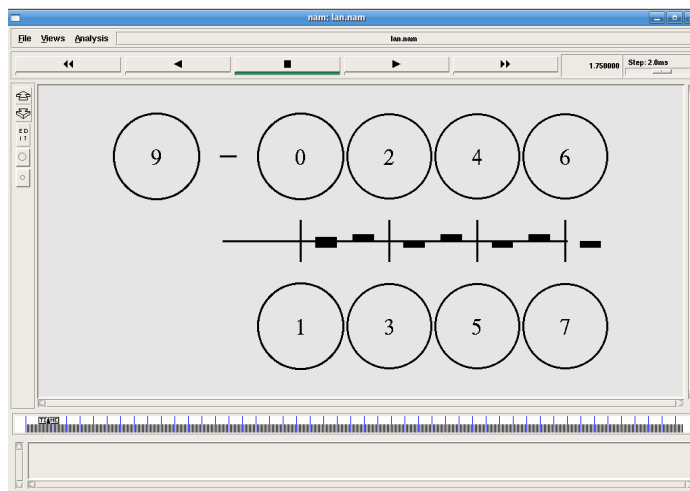 nam: lan.nam
File Views Analysis lan.nam
1.750000 Step: 2.0ms
E D
I T
9 0 2 4 6
1 3 5 7